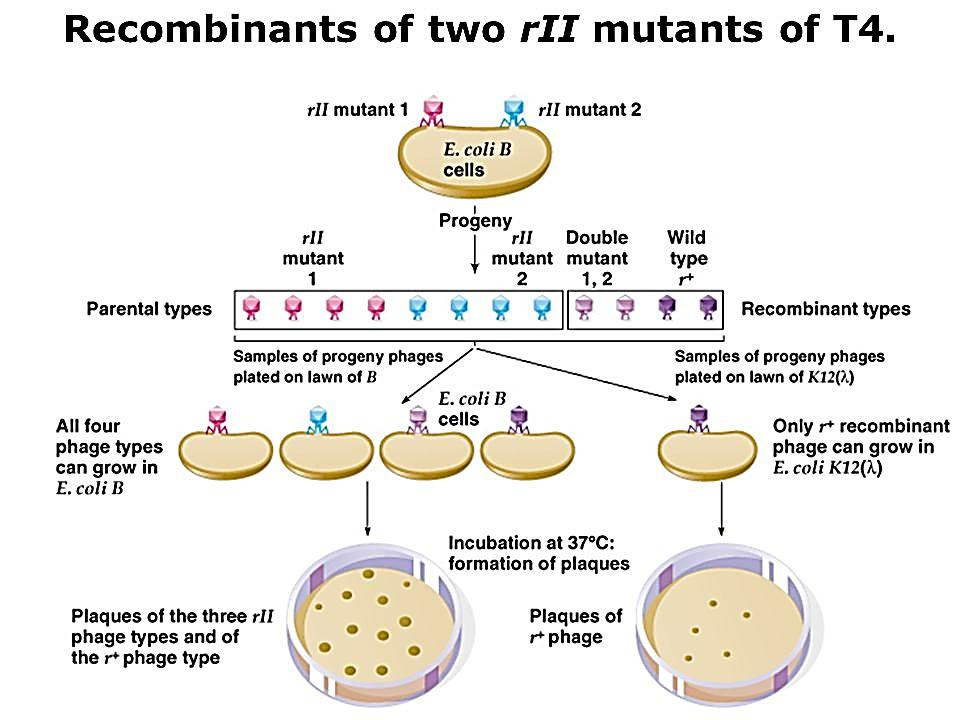 Recombinants of two rII mutants of T4.
rII mutant 1
rII mutant 2
E. coli B
cells
Progeny
rII
mutant
1
rII
mutant
2
Double
mutant
1, 2
Wild
type
r⁺
Parental types
Recombinant types
Samples of progeny phages
plated on lawn of B
Samples of progeny phages
plated on lawn of K12(λ)
All four
phage types
can grow in
E. coli B
E. coli B
cells
Only r⁺ recombinant
phage can grow in
E. coli K12(λ)
Incubation at 37°C:
formation of plaques
Plaques of the three rII
phage types and of
the r⁺ phage type
Plaques of
r⁺ phage